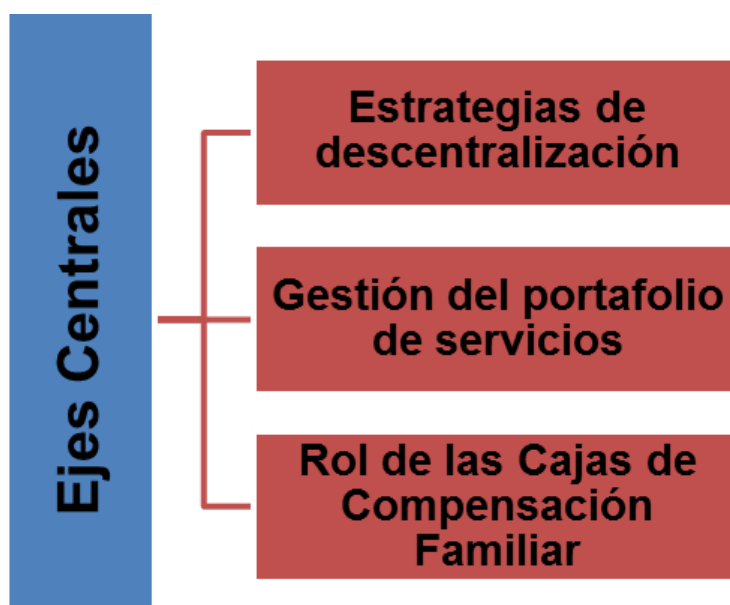 Ejes Centrales
Estrategias de
descentralización
Gestión del portafolio
de servicios
Rol de las Cajas de
Compensación
Familiar